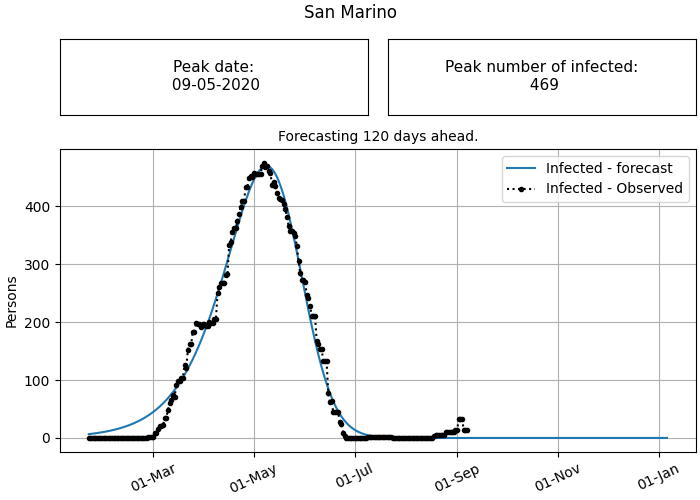 San Marino
Peak date:
09-05-2020
Peak number of infected:
469
Forecasting 120 days ahead.
Infected - forecast
Infected - Observed
Persons
400
300
200
100
0
01-Mar
01-May
01-Jul
01-Sep
01-Nov
01-Jan